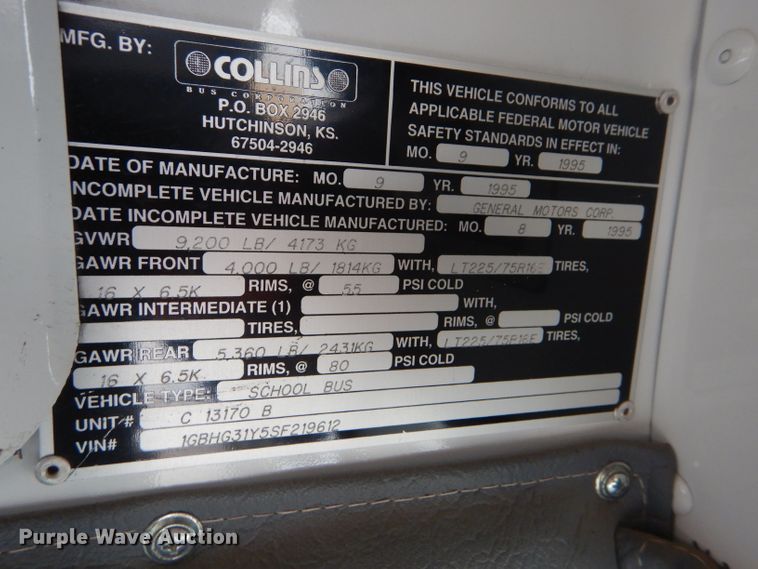 MFG. BY:
COLLINS
BUS CORPORATION
P.O. BOX 2946
HUTCHINSON, KS.
67504-2946
THIS VEHICLE CONFORMS TO ALL
APPLICABLE FEDERAL MOTOR VEHICLE
SAFETY STANDARDS IN EFFECT IN:
MO. 9 YR. 1995
DATE OF MANUFACTURE: MO. 9 YR. 1995
INCOMPLETE VEHICLE MANUFACTURED BY: GENERAL MOTORS CORP.
DATE INCOMPLETE VEHICLE MANUFACTURED: MO. 8 YR. 1995
GVWR 9,200 LB/ 4173 KG
GAWR FRONT 4,000 LB/ 1814KG WITH, LT225/75R16E TIRES,
16 X 6.5K RIMS, @ 55 PSI COLD
GAWR INTERMEDIATE (1) WITH,
TIRES, RIMS, @ PSI COLD
GAWR REAR 5,360 LB/ 2431KG WITH, LT225/75R16E TIRES,
16 X 6.5K RIMS, @ 80 PSI COLD
VEHICLE TYPE: SCHOOL BUS
UNIT# C 13170 B
VIN# 1GBHG31Y5SF219612
Purple Wave Auction